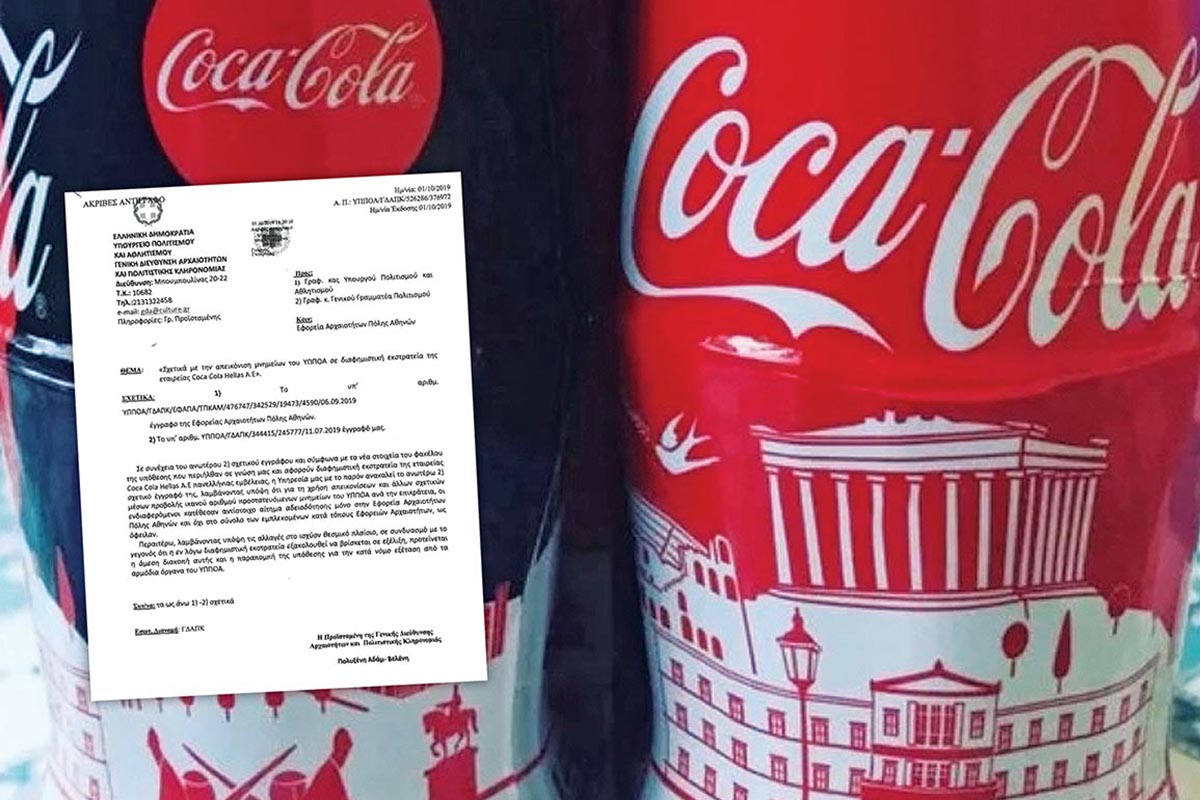 Coca-Cola
Coca-Cola
ΑΚΡΙΒΕΣ ΑΝΤΙΓΡΑΦΟ
Ημ/νία: 01/10/2019
Α. Π.: ΥΠΠΟΑ/ΓΔΑΠΚ/526286/376972
Ημ/νία Έκδοσης 01/10/2019
ΕΛΛΗΝΙΚΗ ΔΗΜΟΚΡΑΤΙΑ
ΥΠΟΥΡΓΕΙΟ ΠΟΛΙΤΙΣΜΟΥ
ΚΑΙ ΑΘΛΗΤΙΣΜΟΥ
ΓΕΝΙΚΗ ΔΙΕΥΘΥΝΣΗ ΑΡΧΑΙΟΤΗΤΩΝ
ΚΑΙ ΠΟΛΙΤΙΣΤΙΚΗΣ ΚΛΗΡΟΝΟΜΙΑΣ
Διεύθυνση: Μπουμπουλίνας 20-22
Τ.Κ.: 10682
Τηλ.:2131322458
e-mail: gda@culture.gr
Πληροφορίες: Γρ. Προϊσταμένης
Προς:
1) Γραφ. κας Υπουργού Πολιτισμού και
Αθλητισμού
2) Γραφ. κ. Γενικού Γραμματέα Πολιτισμού
Κοιν:
Εφορεία Αρχαιοτήτων Πόλης Αθηνών
ΘΕΜΑ: «Σχετικά με την απεικόνιση μνημείων του ΥΠΠΟΑ σε διαφημιστική εκστρατεία της
εταιρείας Coca Cola Hellas A.E».
ΣΧΕΤΙΚΑ: 1) Το υπ’ αριθμ.
ΥΠΠΟΑ/ΓΔΑΠΚ/ΕΦΑΠΑ/ΤΠΚΑΜ/476747/342529/19473/4590/06.09.2019
έγγραφο της Εφορείας Αρχαιοτήτων Πόλης Αθηνών.
2) Το υπ’ αριθμ. ΥΠΠΟΑ/ΓΔΑΠΚ/344415/245777/11.07.2019 έγγραφό μας.
Σε συνέχεια του ανωτέρου 2) σχετικού εγγράφου και σύμφωνα με τα νέα στοιχεία του φακέλου
της υπόθεσης που περιήλθαν σε γνώση μας και αφορούν διαφημιστική εκστρατεία της εταιρείας
Coca Cola Hellas A.E πανελλήνιας εμβέλειας, η Υπηρεσία μας με το παρόν ανακαλεί το ανωτέρω 2)
σχετικό έγγραφό της, λαμβάνοντας υπόψη ότι για τη χρήση απεικονίσεων και άλλων σχετικών
μέσων προβολής ικανού αριθμού προστατευόμενων μνημείων του ΥΠΠΟΑ ανά την επικράτεια, οι
ενδιαφερόμενοι κατέθεσαν αντίστοιχο αίτημα αδειοδότησης μόνο στην Εφορεία Αρχαιοτήτων
Πόλης Αθηνών και όχι στο σύνολο των εμπλεκομένων κατά τόπους Εφορειών Αρχαιοτήτων, ως
όφειλαν.
Περαιτέρω, λαμβάνοντας υπόψη τις αλλαγές στο ισχύον θεσμικό πλαίσιο, σε συνδυασμό με το
γεγονός ότι η εν λόγω διαφημιστική εκστρατεία εξακολουθεί να βρίσκεται σε εξέλιξη, προτείνεται
η άμεση διακοπή αυτής και η παραπομπή της υπόθεσης για την κατά νόμο εξέταση από τα
αρμόδια όργανα του ΥΠΠΟΑ.
Συνημ: τα ως άνω 1) -2) σχετικά
Εσωτ. Διανομή: ΓΔΑΠΚ
Η Προϊσταμένη της Γενικής Διεύθυνσης
Αρχαιοτήτων και Πολιτιστικής Κληρονομιάς
Πολυξένη Αδάμ- Βελένη